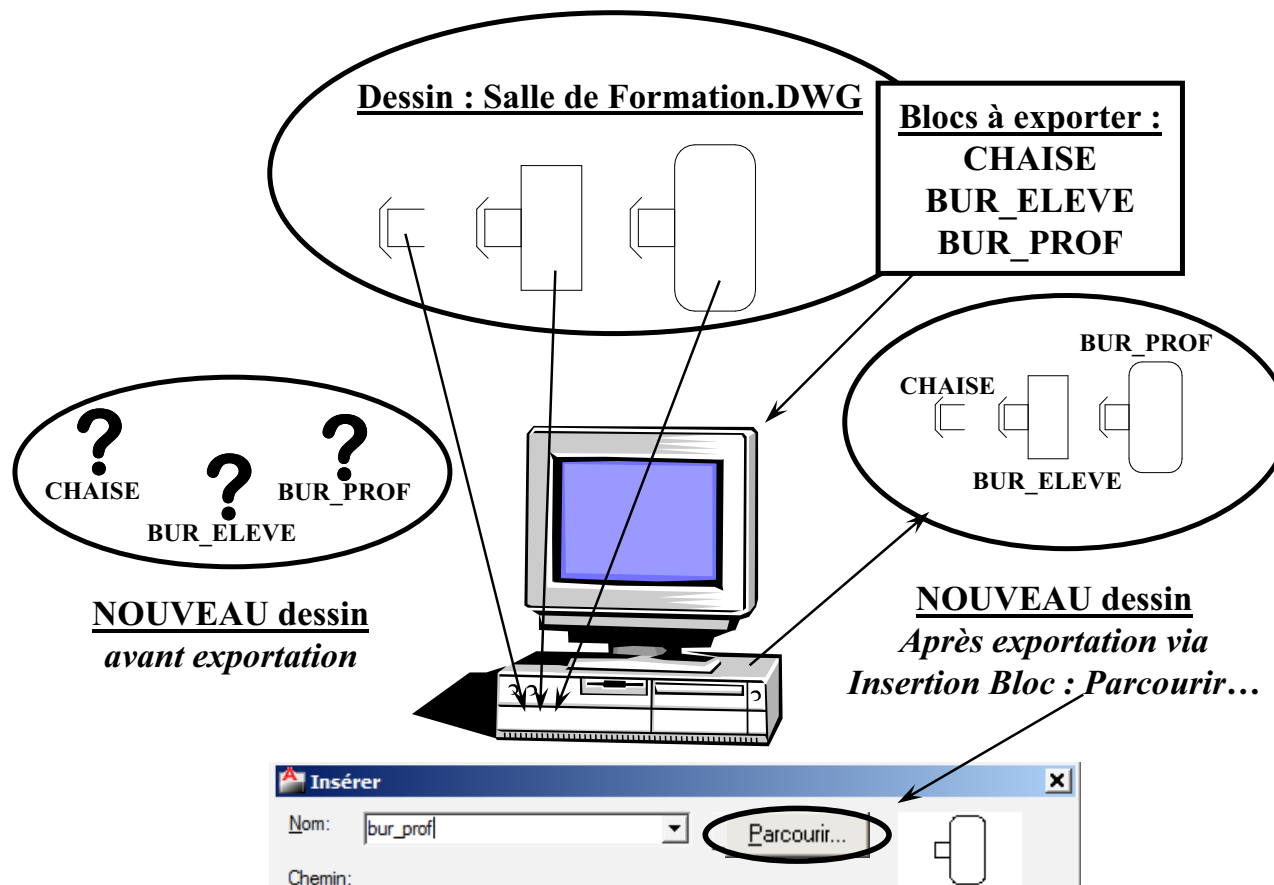 Dessin : Salle de Formation.DWG
Blocs à exporter :
CHAISE
BUR_ELEVE
BUR_PROF
CHAISE
BUR_ELEVE
BUR_PROF
NOUVEAU dessin
avant exportation
BUR_PROF
CHAISE
BUR_ELEVE
NOUVEAU dessin
Après exportation via
Insertion Bloc : Parcourir…
Insérer
Nom:
bur_prof
Parcourir...
Chemin: